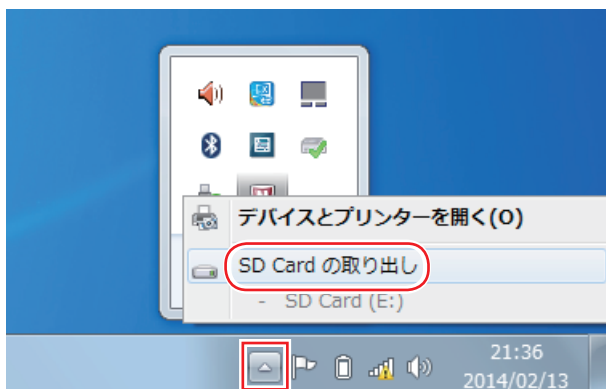 デバイスとプリンターを開く(O)
SD Card の取り出し
- SD Card (E:)
21:36
2014/02/13